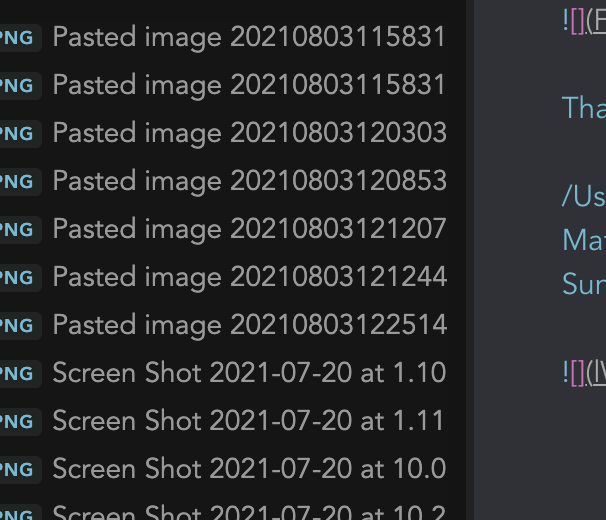 PNG Pasted image 20210803115831
PNG Pasted image 20210803115831
PNG Pasted image 20210803120303
PNG Pasted image 20210803120853
PNG Pasted image 20210803121207
PNG Pasted image 20210803121244
PNG Pasted image 20210803122514
PNG Screen Shot 2021-07-20 at 1.10
PNG Screen Shot 2021-07-20 at 1.11
PNG Screen Shot 2021-07-20 at 10.0
PNG Screen Shot 2021-07-20 at 10.2
![](F
Tha
/Us
Mat
Sun
![](